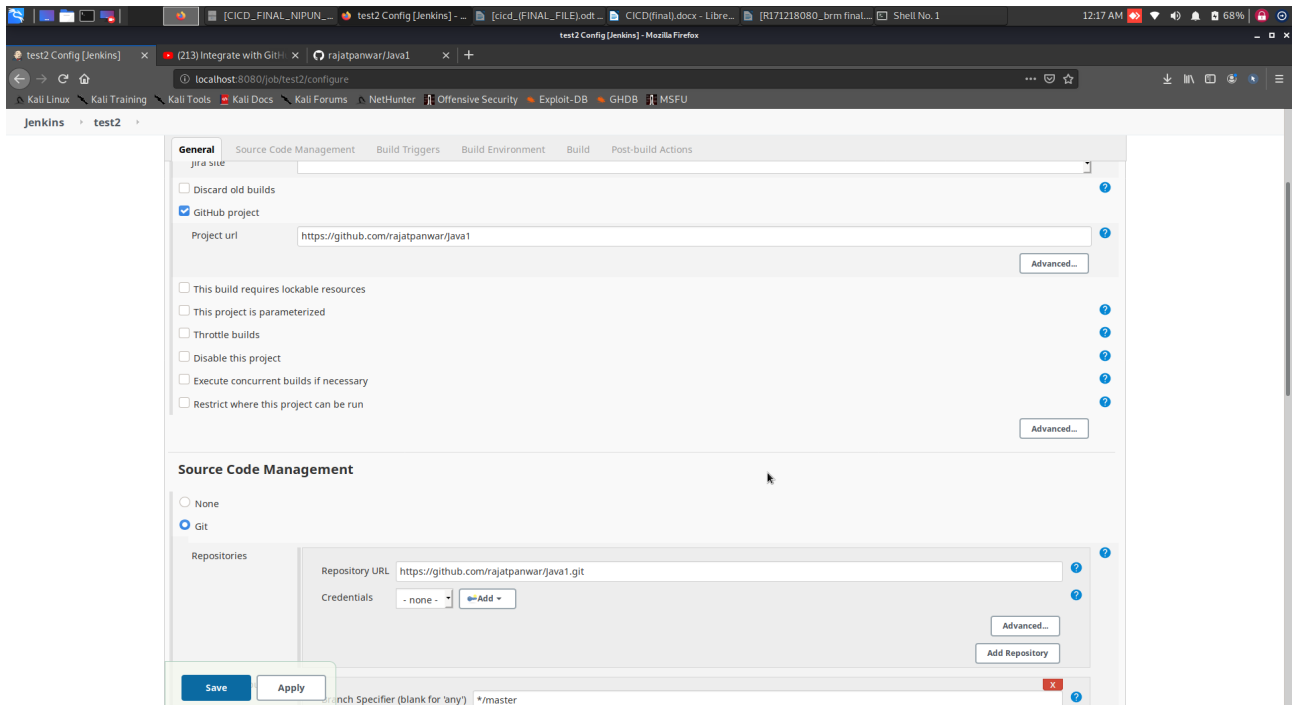 [CICD_FINAL_NIPUN_... test2 Config [Jenkins] - ... [cicd_(FINAL_FILE).odt ... CICD(final).docx - Libre... [R171218080_brm final.... Shell No. 1 12:17 AM 68%
test2 Config [Jenkins] - Mozilla Firefox
test2 Config [Jenkins] (213) Integrate with GitH rajatpanwar/Java1
localhost:8080/job/test2/configure
Kali Linux Kali Training Kali Tools Kali Docs Kali Forums NetHunter Offensive Security Exploit-DB GHDB MSFU
Jenkins test2
General Source Code Management Build Triggers Build Environment Build Post-build Actions
Jira site
Discard old builds
GitHub project
Project url https://github.com/rajatpanwar/Java1
Advanced...
This build requires lockable resources
This project is parameterized
Throttle builds
Disable this project
Execute concurrent builds if necessary
Restrict where this project can be run
Advanced...
Source Code Management
None
Git
Repositories
Repository URL https://github.com/rajatpanwar/Java1.git
Credentials - none - Add
Advanced...
Add Repository
Save Apply X
Branch Specifier (blank for 'any') */master